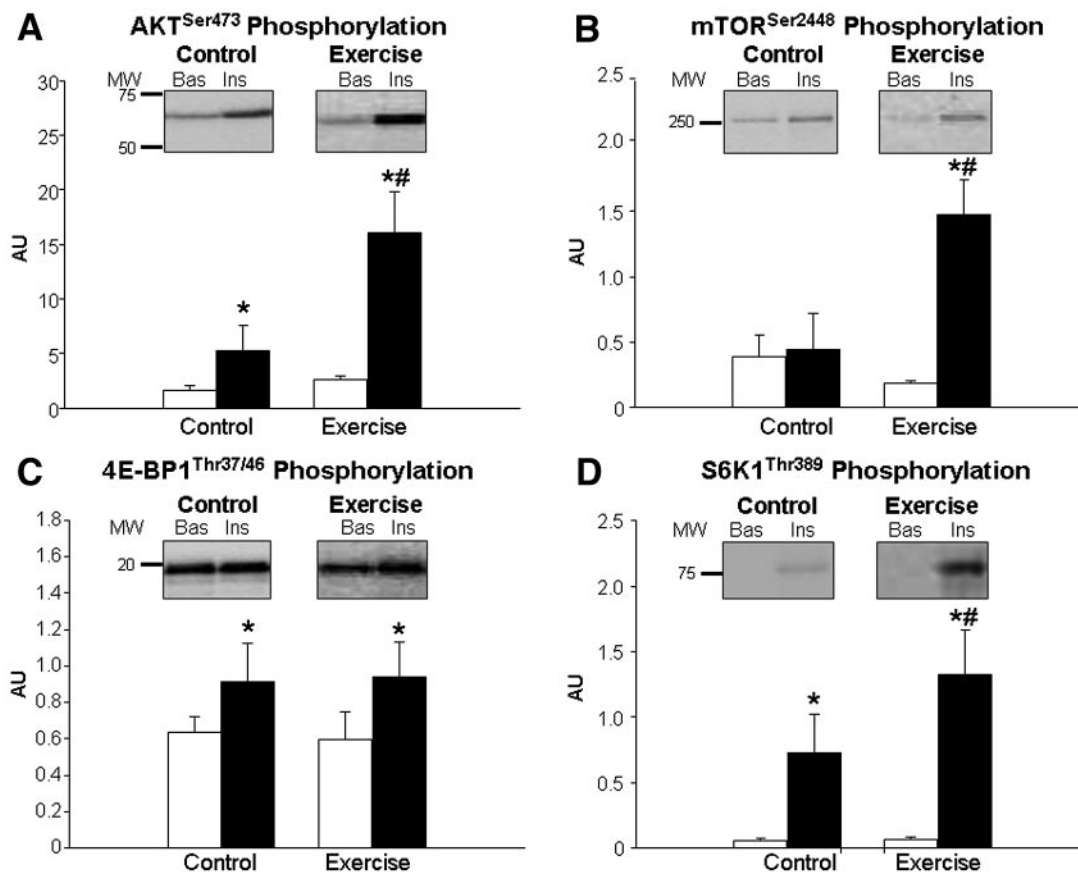 A
AKTSer473 Phosphorylation
Control Exercise
MW Bas Ins Bas Ins
75
50
30
25
20
15
10
5
0
AU
*
*#
Control Exercise
B
mTORSer2448 Phosphorylation
Control Exercise
MW Bas Ins Bas Ins
250
2.5
2.0
1.5
1.0
0.5
0
AU
*#
Control Exercise
C
4E-BP1Thr37/46 Phosphorylation
Control Exercise
MW Bas Ins Bas Ins
20
1.8
1.6
1.4
1.2
1.0
0.8
0.6
0.4
0.2
0
AU
* *
Control Exercise
D
S6K1Thr389 Phosphorylation
Control Exercise
MW Bas Ins Bas Ins
75
2.5
2.0
1.5
1.0
0.5
0
AU
*
*#
Control Exercise